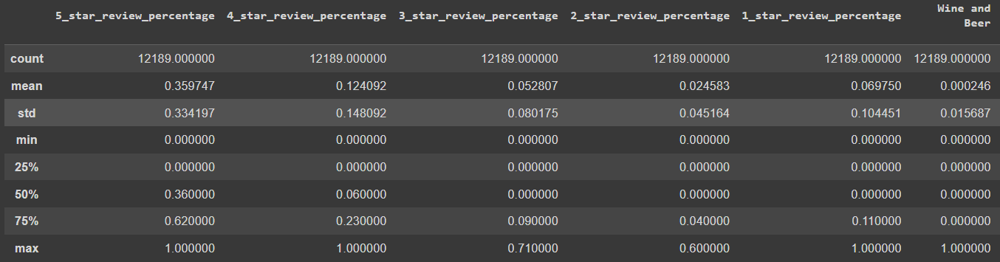 5_star_review_percentage 4_star_review_percentage 3_star_review_percentage 2_star_review_percentage 1_star_review_percentage Wine and
Beer
count 12189.000000 12189.000000 12189.000000 12189.000000 12189.000000 12189.000000
mean 0.359747 0.124092 0.052807 0.024583 0.069750 0.000246
std 0.334197 0.148092 0.080175 0.045164 0.104451 0.015687
min 0.000000 0.000000 0.000000 0.000000 0.000000 0.000000
25% 0.000000 0.000000 0.000000 0.000000 0.000000 0.000000
50% 0.360000 0.060000 0.000000 0.000000 0.000000 0.000000
75% 0.620000 0.230000 0.090000 0.040000 0.110000 0.000000
max 1.000000 1.000000 0.710000 0.600000 1.000000 1.000000